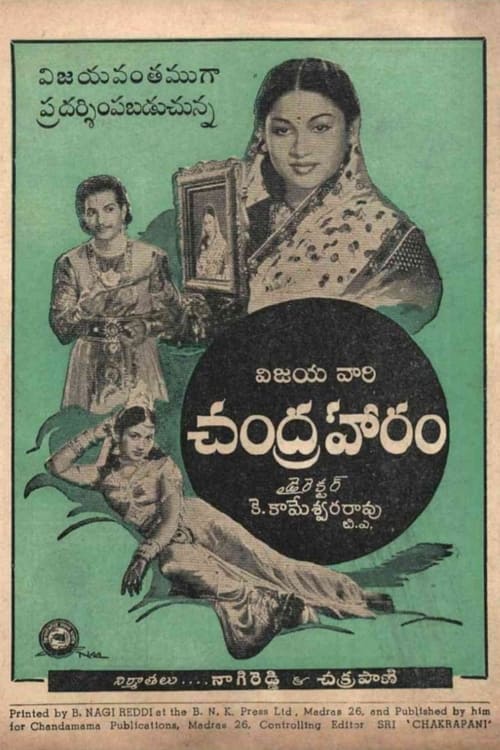 విజయవంతముగా
ప్రదర్శింపబడుచున్న
విజయ వారి
చంద్రహారం
డైరెక్టర్
కె. కామేశ్వరరావు
బి.ఏ.
నిర్మాతలు.... నాగిరెడ్డి & చక్రపాణి
Printed by B. NAGI REDDI at the B. N. K. Press Ltd., Madras 26, and Published by him
for Chandamama Publications, Madras 26. Controlling Editor SRI 'CHAKRAPANI'